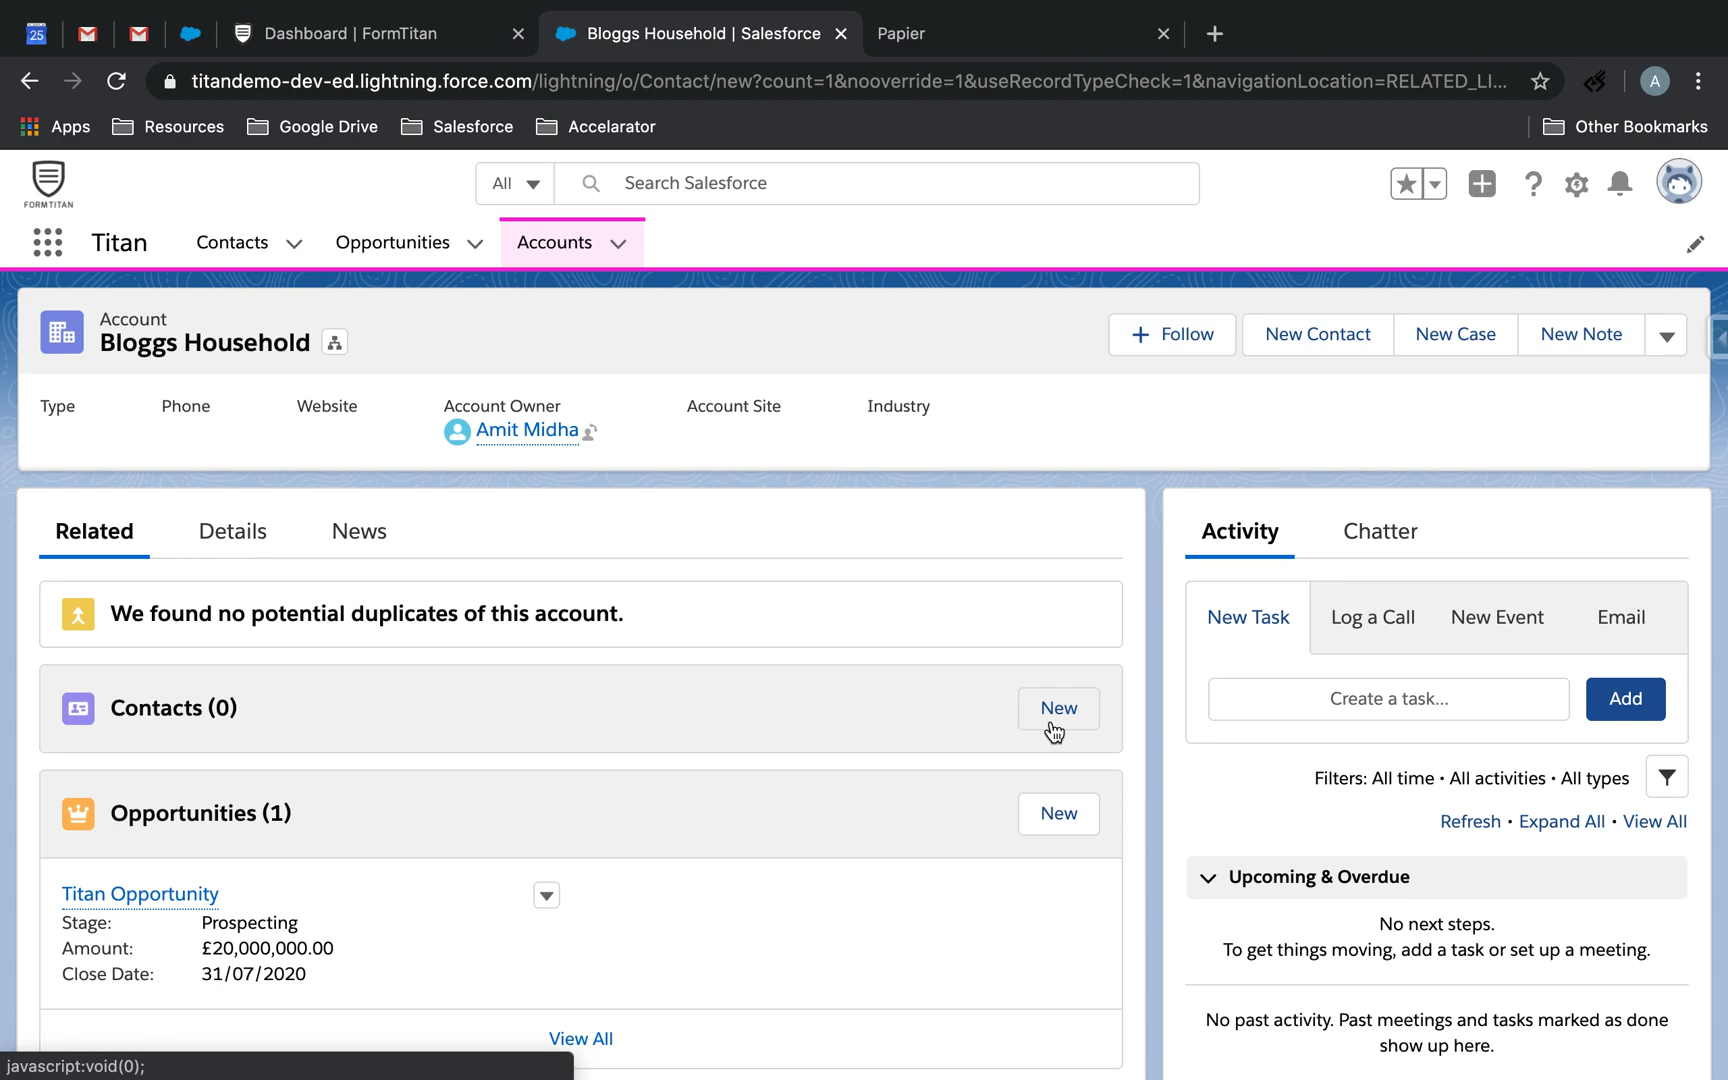 25
Dashboard | FormTitan
Bloggs Household | Salesforce
Papier
titandemo-dev-ed.lightning.force.com/lightning/o/Contact/new?count=1&nooverride=1&useRecordTypeCheck=1&navigationLocation=RELATED_LI...
A
Apps
Resources
Google Drive
Salesforce
Accelarator
Other Bookmarks
FORMTITAN
All
Search Salesforce
Titan
Contacts
Opportunities
Accounts
Account
Bloggs Household
Follow
New Contact
New Case
New Note
Type
Phone
Website
Account Owner
Account Site
Industry
Amit Midha
Related
Details
News
Activity
Chatter
We found no potential duplicates of this account.
New Task
Log a Call
New Event
Email
Contacts (0)
New
Create a task...
Add
Filters: All time • All activities • All types
Refresh • Expand All • View All
Opportunities (1)
New
Upcoming & Overdue
Titan Opportunity
Stage: Prospecting
Amount: £20,000,000.00
Close Date: 31/07/2020
No next steps.
To get things moving, add a task or set up a meeting.
View All
No past activity. Past meetings and tasks marked as done
show up here.
javascript:void(0);